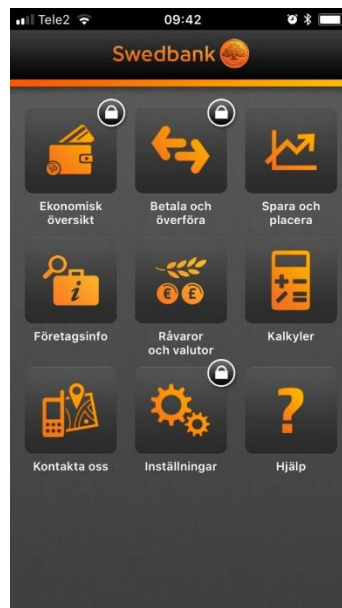 Tele2 09:42
Swedbank
Ekonomisk
översikt
Betala och
överföra
Spara och
placera
Företagsinfo
Råvaror
och valutor
Kalkyler
Kontakta oss
Inställningar
Hjälp